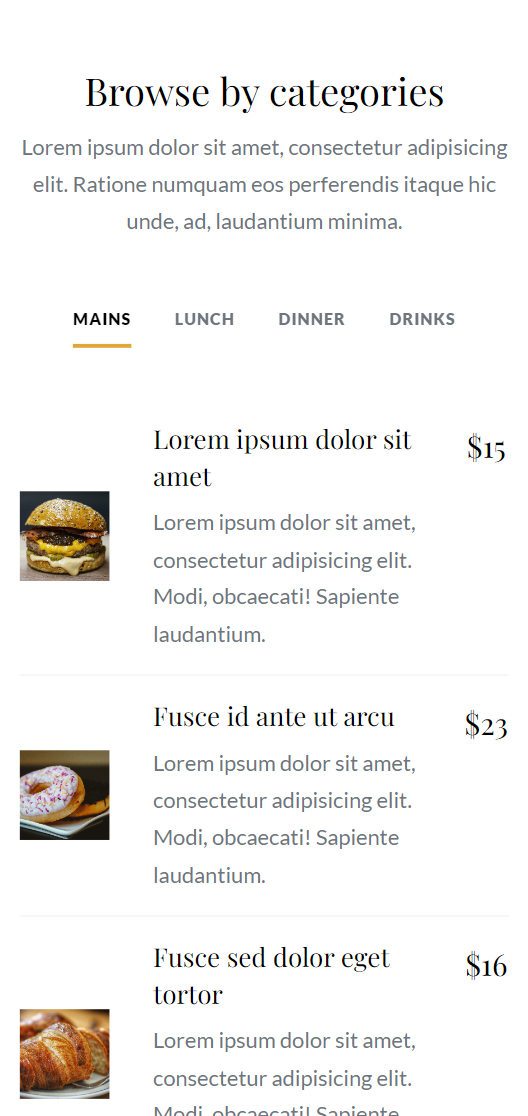 Browse by categories
Lorem ipsum dolor sit amet, consectetur adipisicing
elit. Ratione numquam eos perferendis itaque hic
unde, ad, laudantium minima.
MAINS LUNCH DINNER DRINKS
Lorem ipsum dolor sit $15
amet
Lorem ipsum dolor sit amet,
consectetur adipisicing elit.
Modi, obcaecati! Sapiente
laudantium.
Fusce id ante ut arcu $23
Lorem ipsum dolor sit amet,
consectetur adipisicing elit.
Modi, obcaecati! Sapiente
laudantium.
Fusce sed dolor eget $16
tortor
Lorem ipsum dolor sit amet,
consectetur adipisicing elit.
Modi, obcaecati! Sapiente